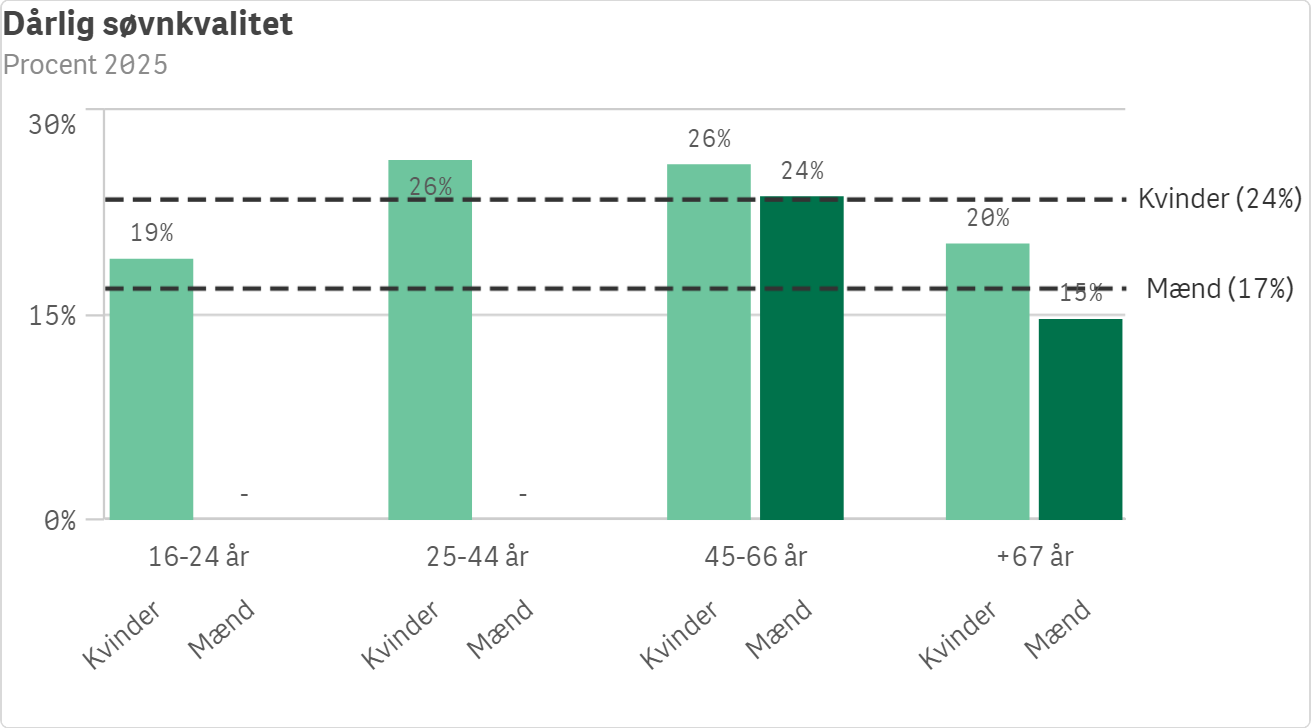 Dårlig søvnkvalitet
Procent 2025
30%
15%
0%
19%
-
26%
-
26%
24%
20%
15%
Kvinder (24%)
Mænd (17%)
16-24 år
25-44 år
45-66 år
+67 år
Kvinder
Mænd
Kvinder
Mænd
Kvinder
Mænd
Kvinder
Mænd